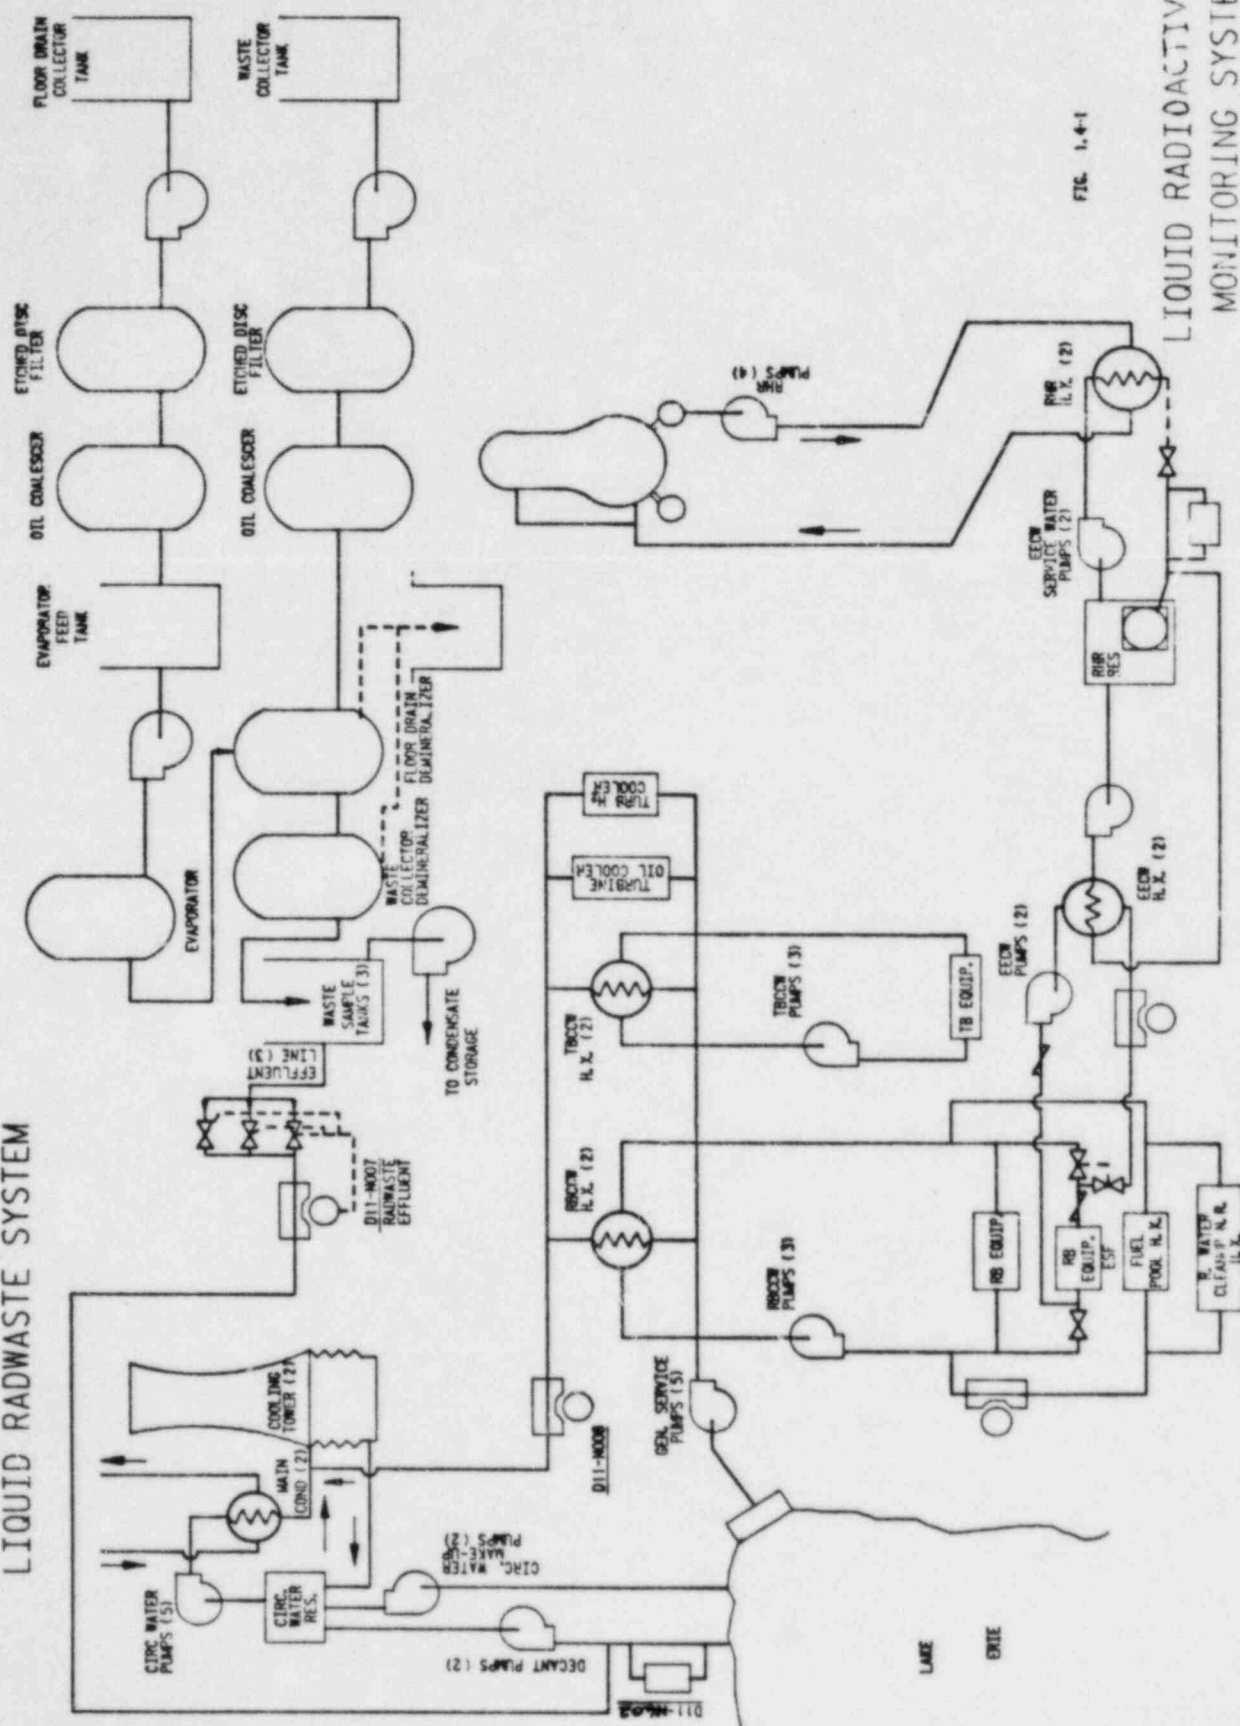 LIQUID RADWASTE SYSTEM
FLOOR DRAIN
COLLECTOR
TANK
WASTE
COLLECTOR
TANK
ETCHED DISC
FILTER
ETCHED DISC
FILTER
OIL COALESCER
OIL COALESCER
EVAPORATOR
FEED
TANK
EVAPORATOR
FLOOR DRAIN
DEMINERALIZER
WASTE
COLLECTOR
DEMINERALIZER
WASTE
SAMPLE
TANKS (3)
TO CONDENSATE
STORAGE
EFFLUENT
LINE (3)
D11-N007
RADWASTE
EFFLUENT
COOLING
TOWER (2)
MAIN
COND (2)
CIRC WATER
PUMPS (5)
CIRC.
WATER
RES.
CIRC. WATER
MAKE-UP
PUMPS (2)
DECANT PUMPS (2)
D11-N008
GEN. SERVICE
PUMPS (5)
LAKE
ERIE
TURBINE
OIL COOLER
TBCCW
H.X. (2)
TBCCW
PUMPS (3)
TB EQUIP.
RBCCW
H.X. (2)
RBCCW
PUMPS (3)
RB EQUIP
RB
EQUIP.
ESF
FUEL
POOL H.X.
R. WATER
CLEANUP N.R.
H.X.
EECW
PUMPS (2)
EECW
H.X. (2)
RHR
RES
EECW
SERVICE WATER
PUMPS (2)
RHR
PUMPS (4)
RHR
H.X. (2)
FIG. 1.4-1
LIQUID RADIOACTIV
MONITORING SYSTE